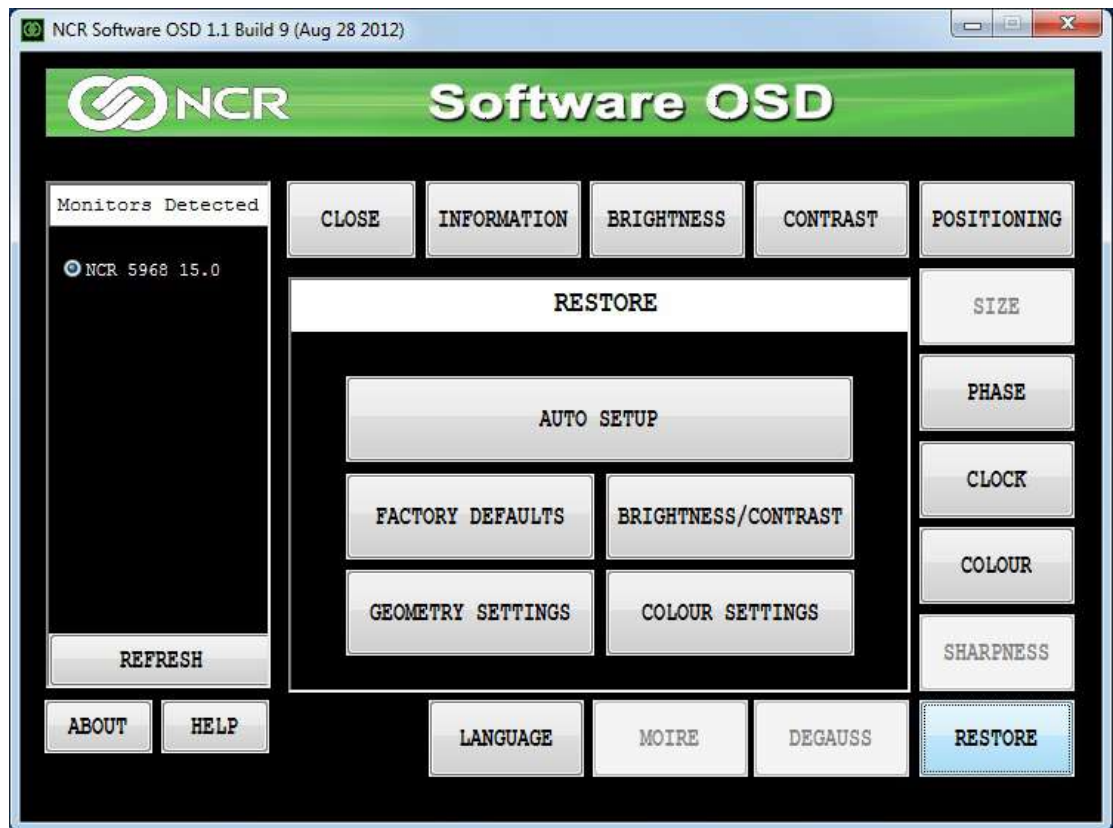 NCR Software OSD 1.1 Build 9 (Aug 28 2012)
NCR Software OSD
Monitors Detected
NCR 5968 15.0
REFRESH
ABOUT HELP
CLOSE INFORMATION BRIGHTNESS CONTRAST POSITIONING
RESTORE
AUTO SETUP
FACTORY DEFAULTS BRIGHTNESS/CONTRAST
GEOMETRY SETTINGS COLOUR SETTINGS
SIZE
PHASE
CLOCK
COLOUR
SHARPNESS
LANGUAGE MOIRE DEGAUSS RESTORE